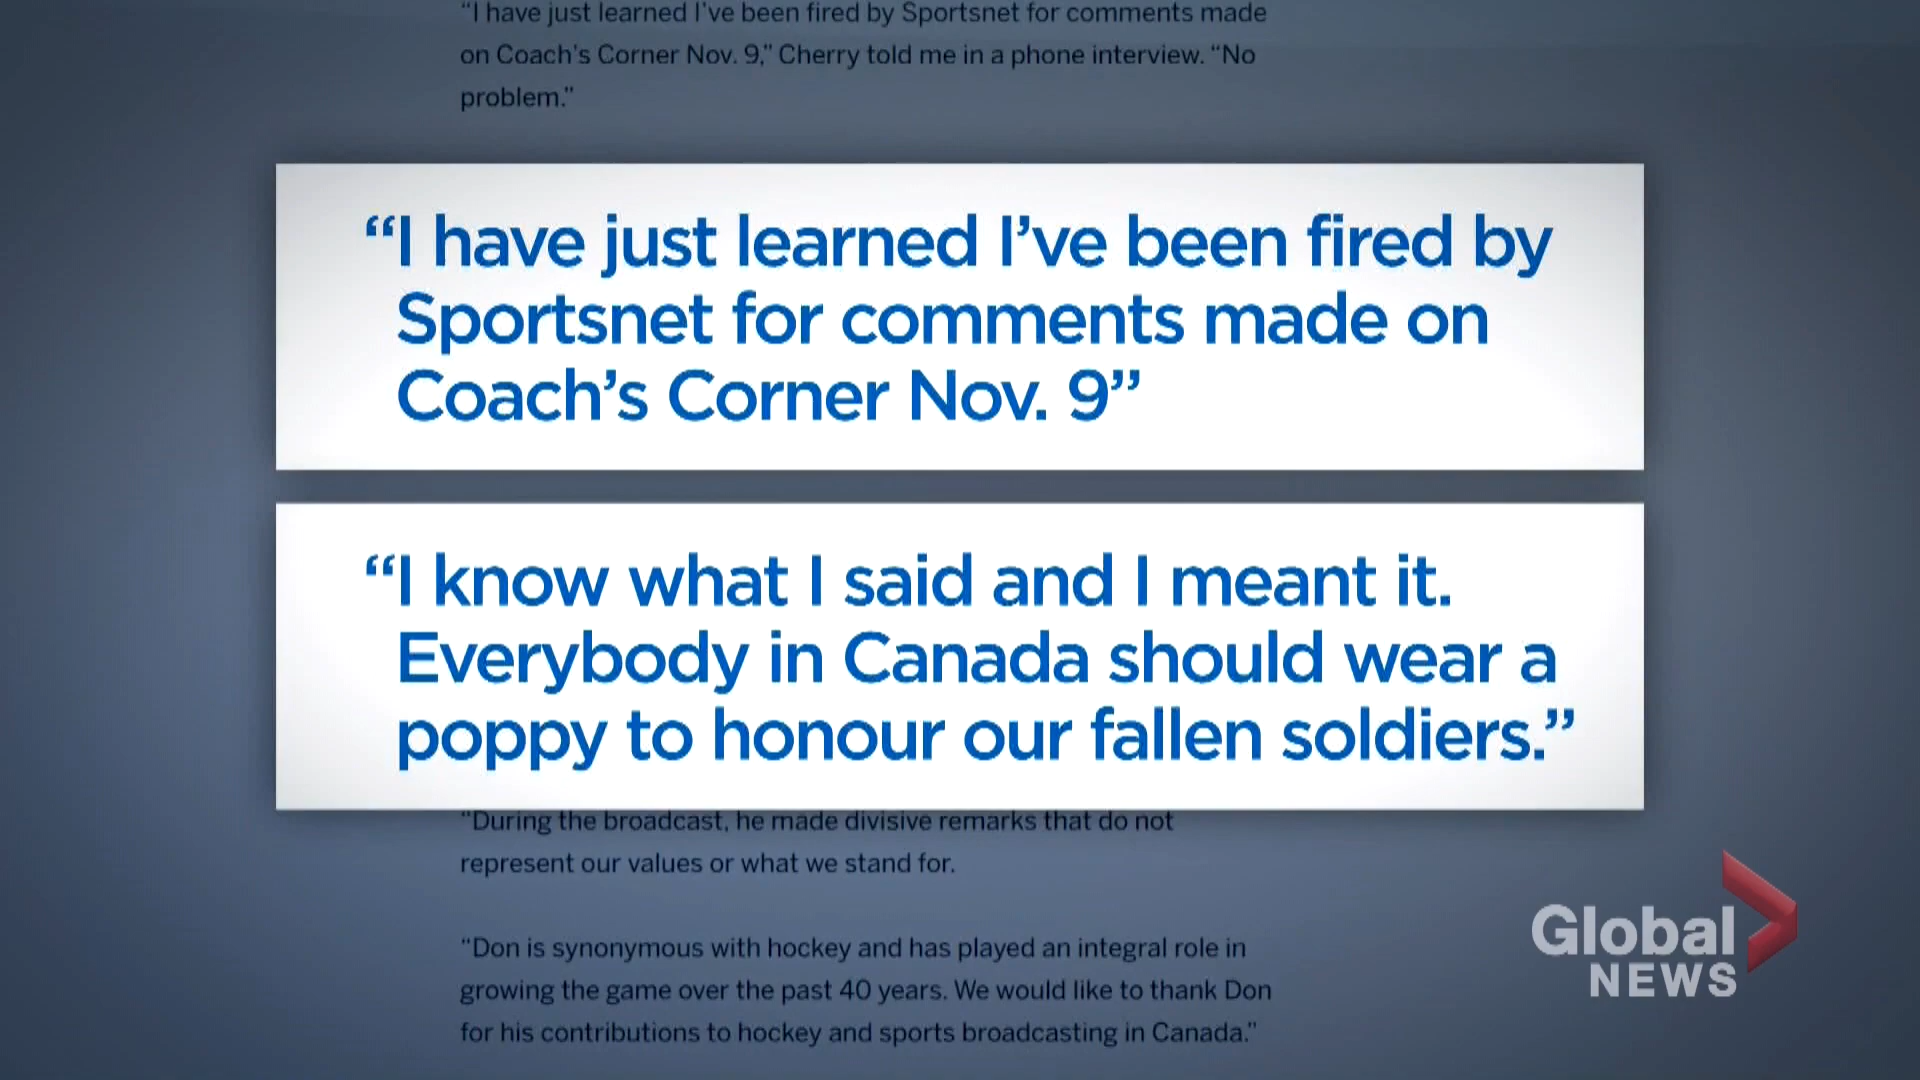 “I have just learned I’ve been fired by Sportsnet for comments made
on Coach’s Corner Nov. 9,” Cherry told me in a phone interview. “No
problem.”
“I have just learned I’ve been fired by
Sportsnet for comments made on
Coach’s Corner Nov. 9”
“I know what I said and I meant it.
Everybody in Canada should wear a
poppy to honour our fallen soldiers.”
“During the broadcast, he made divisive remarks that do not
represent our values or what we stand for.
“Don is synonymous with hockey and has played an integral role in
growing the game over the past 40 years. We would like to thank Don
for his contributions to hockey and sports broadcasting in Canada.”
Global
NEWS